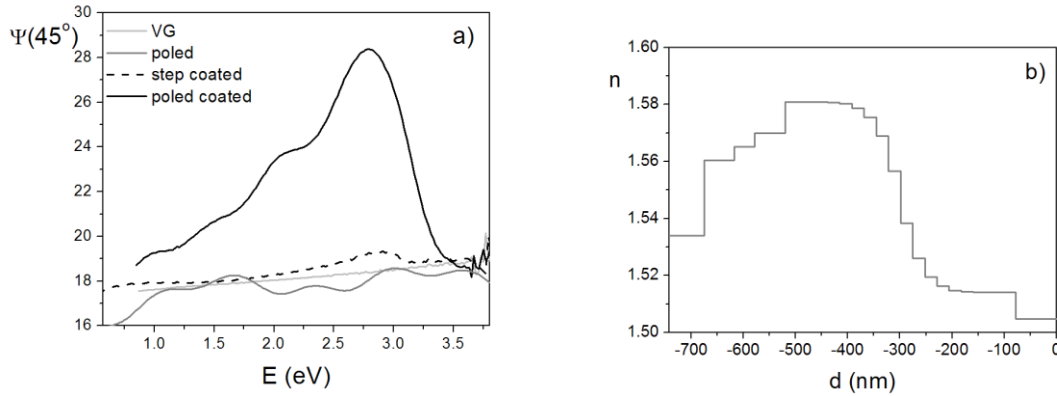 Ψ(45°)
30
28
26
24
22
20
18
16
VG
poled
step coated
poled coated
a)
1.0 1.5 2.0 2.5 3.0 3.5
E (eV)
n
1.60
1.58
1.56
1.54
1.52
1.50
b)
-700 -600 -500 -400 -300 -200 -100 0
d (nm)